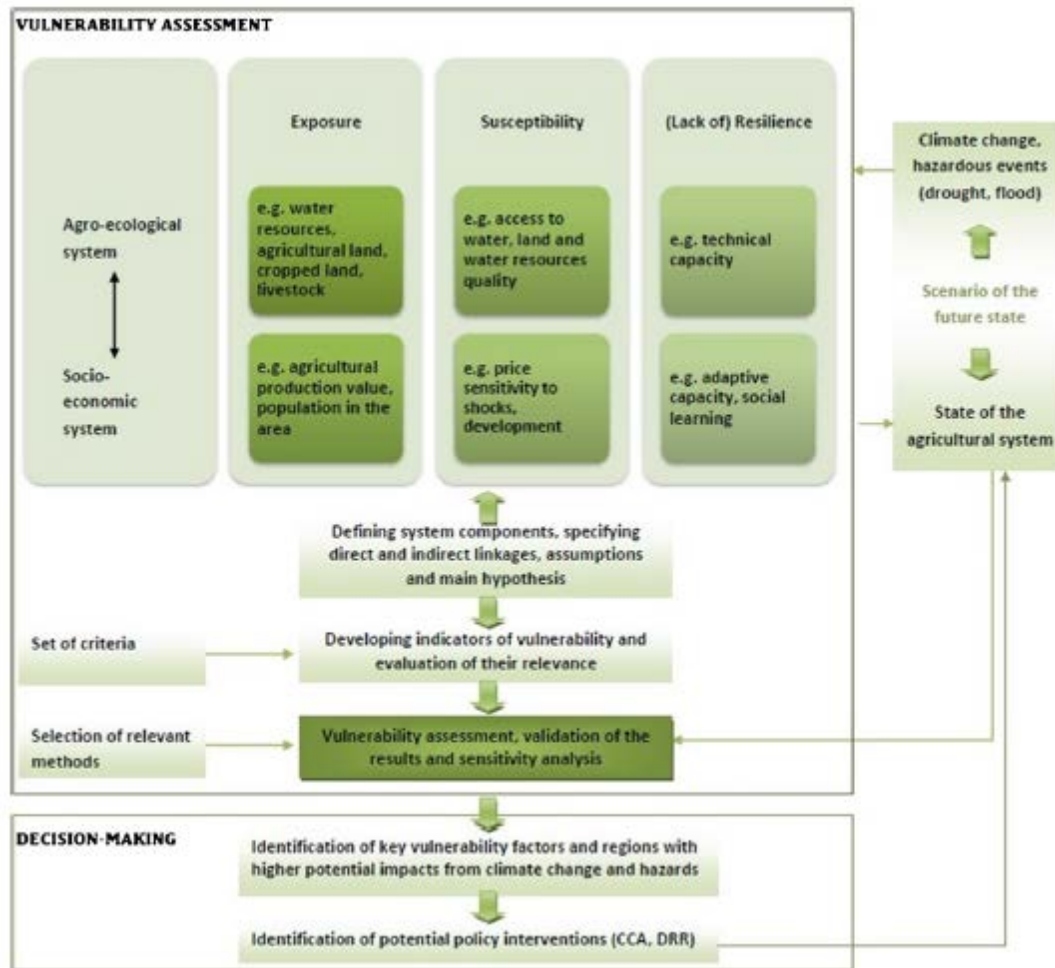 VULNERABILITY ASSESSMENT
Exposure
Susceptibility
(Lack of) Resilience
Agro-ecological
system
Socio-
economic
system
e.g. water
resources,
agricultural land,
cropped land,
livestock
e.g. access to
water, land and
water resources
quality
e.g. technical
capacity
e.g. agricultural
production value,
population in the
area
e.g. price
sensitivity to
shocks,
development
e.g. adaptive
capacity, social
learning
Climate change,
hazardous events
(drought, flood)
Scenario of the
future state
State of the
agricultural system
Defining system components, specifying
direct and indirect linkages, assumptions
and main hypothesis
Set of criteria
Developing indicators of vulnerability and
evaluation of their relevance
Selection of relevant
methods
Vulnerability assessment, validation of the
results and sensitivity analysis
DECISION-MAKING
Identification of key vulnerability factors and regions with
higher potential impacts from climate change and hazards
Identification of potential policy interventions (CCA, DRR)